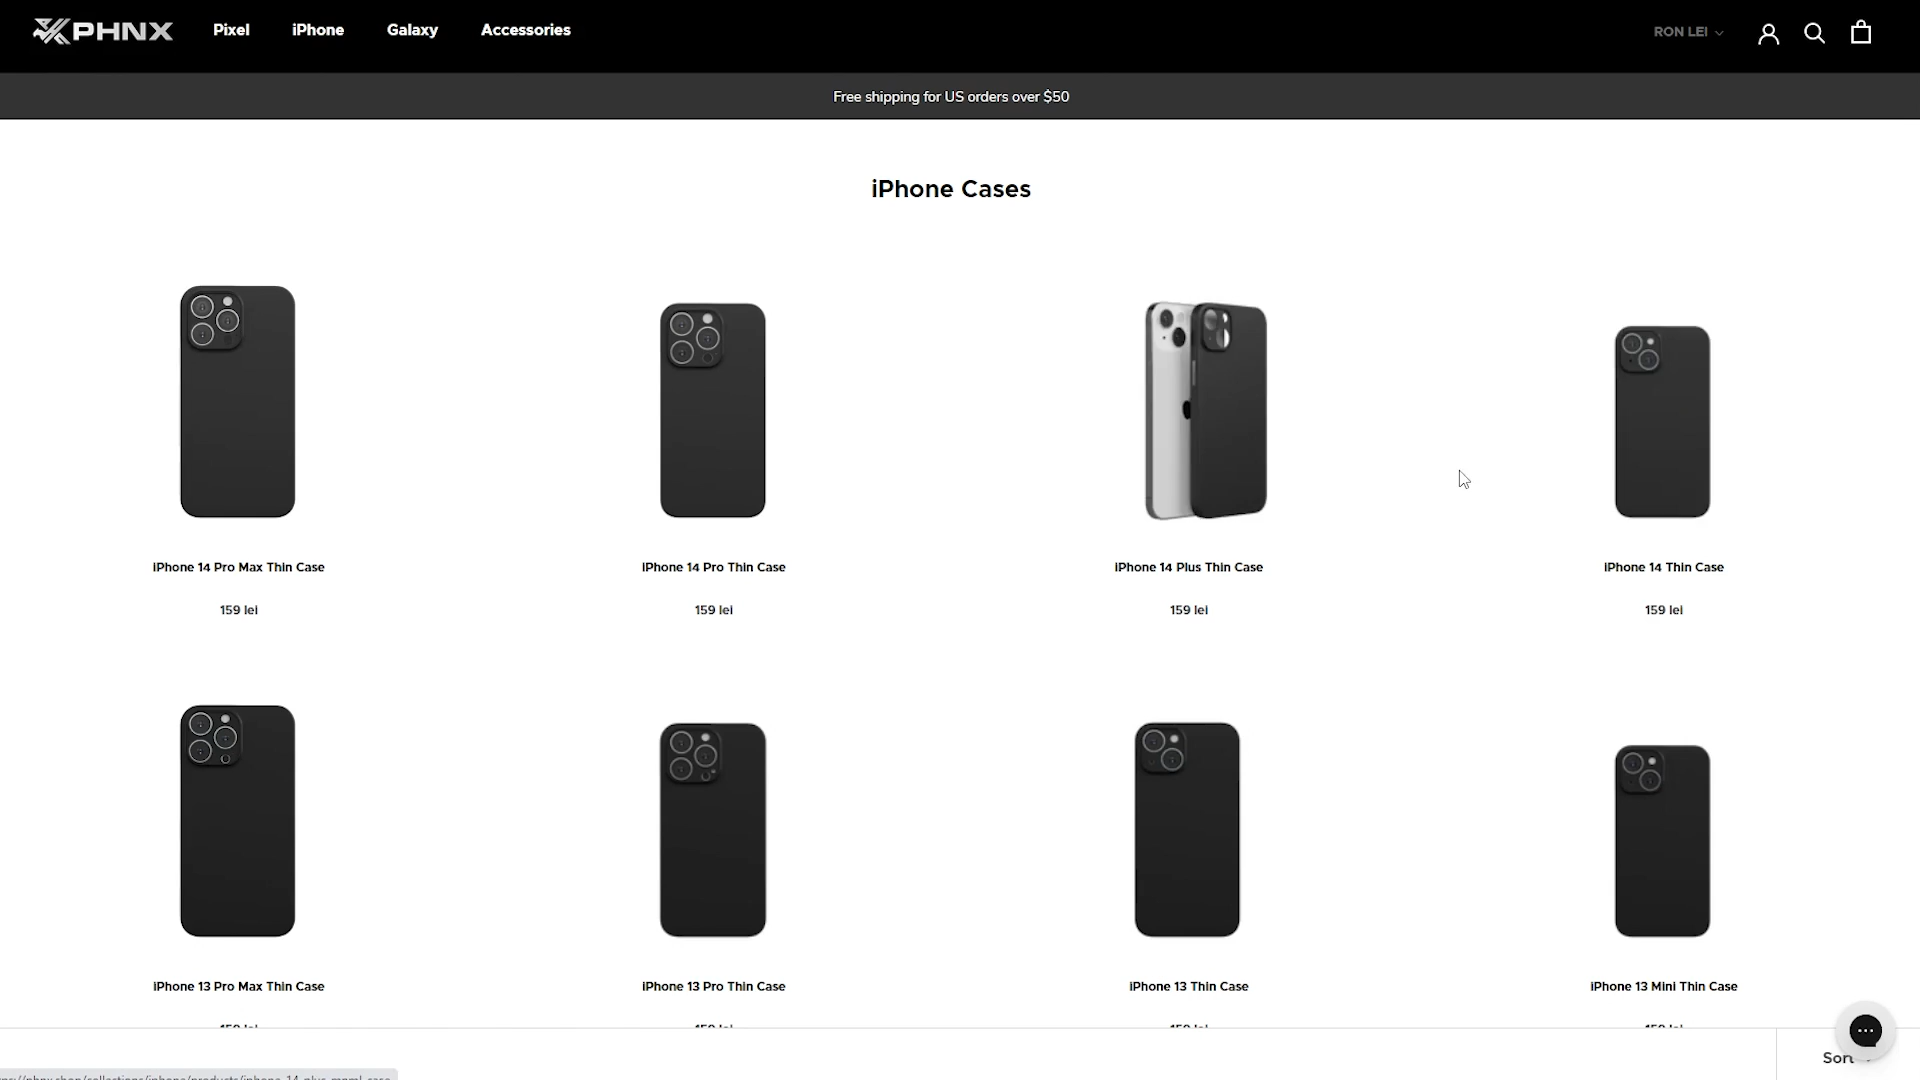 PHNX Pixel iPhone Galaxy Accessories RON LEI
Free shipping for US orders over $50
iPhone Cases
iPhone 14 Pro Max Thin Case
iPhone 14 Pro Thin Case
iPhone 14 Plus Thin Case
iPhone 14 Thin Case
159 lei
159 lei
159 lei
159 lei
iPhone 13 Pro Max Thin Case
iPhone 13 Pro Thin Case
iPhone 13 Thin Case
iPhone 13 Mini Thin Case
Sort